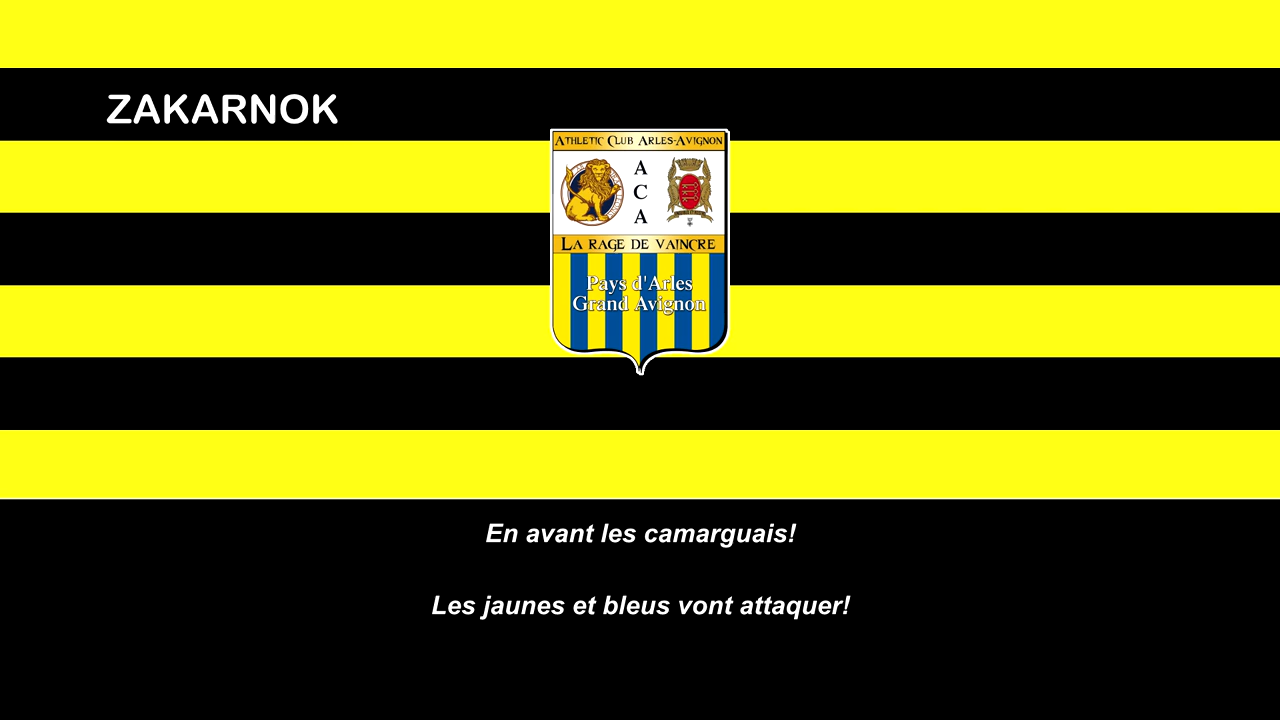 ZAKARNOK
ATHLETIC CLUB ARLES-AVIGNON
A
C
A
LA RAGE DE VAINCRE
Pays d'Arles
Grand Avignon
En avant les camarguais!
Les jaunes et bleus vont attaquer!